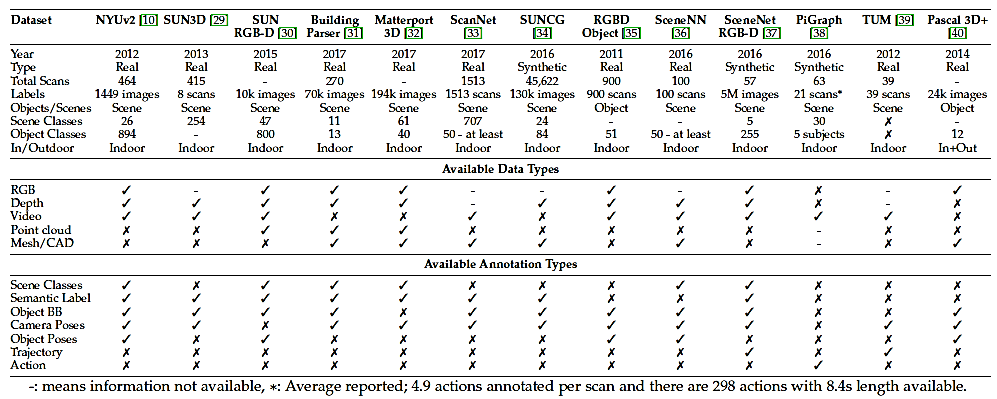 Dataset NYUv2 [10] SUN3D [29] SUN RGB-D [30] Building Parser [31] Matterport 3D [32] ScanNet [33] SUNCG [34] RGBD Object [35] SceneNN [36] SceneNet RGB-D [37] PiGraph [38] TUM [39] Pascal 3D+ [40]
Year 2012 2013 2015 2017 2017 2017 2016 2011 2016 2016 2016 2012 2014
Type Real Real Real Real Real Real Synthetic Real Real Synthetic Synthetic Real Real
Total Scans 464 415 - 270 - 1513 45,622 900 100 57 63 39 -
Labels 1449 images 8 scans 10k images 70k images 194k images 1513 scans 130k images 900 scans 100 scans 5M images 21 scans* 39 scans 24k images
Objects/Scenes Scene Scene Scene Scene Scene Scene Scene Object Scene Scene Scene Scene Object
Scene Classes 26 254 47 11 61 707 24 - - 5 30 ✗ -
Object Classes 894 - 800 13 40 50 - at least 84 51 50 - at least 255 5 subjects ✗ 12
In/Outdoor Indoor Indoor Indoor Indoor Indoor Indoor Indoor Indoor Indoor Indoor Indoor Indoor In+Out
Available Data Types
RGB ✓ - ✓ ✓ ✓ - - ✓ - ✓ ✗ - ✓
Depth ✓ ✓ ✓ ✓ ✓ - ✓ ✓ ✓ ✓ ✗ - ✗
Video ✓ ✓ ✓ ✗ ✗ ✓ ✗ ✓ ✓ ✓ ✓ ✓ ✗
Point cloud ✗ ✗ ✗ ✓ ✓ ✗ ✗ ✗ ✗ ✗ - ✗ ✗
Mesh/CAD ✗ ✗ ✗ ✓ ✓ ✓ ✓ ✗ ✓ ✗ - ✗ ✓
Available Annotation Types
Scene Classes ✓ ✗ ✓ ✓ ✓ ✗ ✗ ✗ ✓ ✓ ✗ ✗ ✗
Semantic Label ✓ ✓ ✓ ✓ ✓ ✓ ✓ ✗ ✗ ✓ ✗ ✗ ✗
Object BB ✓ ✓ ✓ ✓ ✗ ✓ ✓ ✓ ✓ ✓ ✗ ✗ ✓
Camera Poses ✓ ✓ ✗ ✓ ✓ ✓ ✓ ✓ ✓ ✓ ✗ ✓ ✓
Object Poses ✓ ✗ ✓ ✗ ✗ ✗ ✗ ✓ ✓ ✗ ✗ ✗ ✓
Trajectory ✗ ✗ ✗ ✗ ✗ ✗ ✗ ✗ ✗ ✓ ✗ ✓ ✗
Action ✗ ✗ ✗ ✗ ✗ ✗ ✗ ✗ ✗ ✗ ✓ ✗ ✗
-: means information not available, *: Average reported; 4.9 actions annotated per scan and there are 298 actions with 8.4s length available.